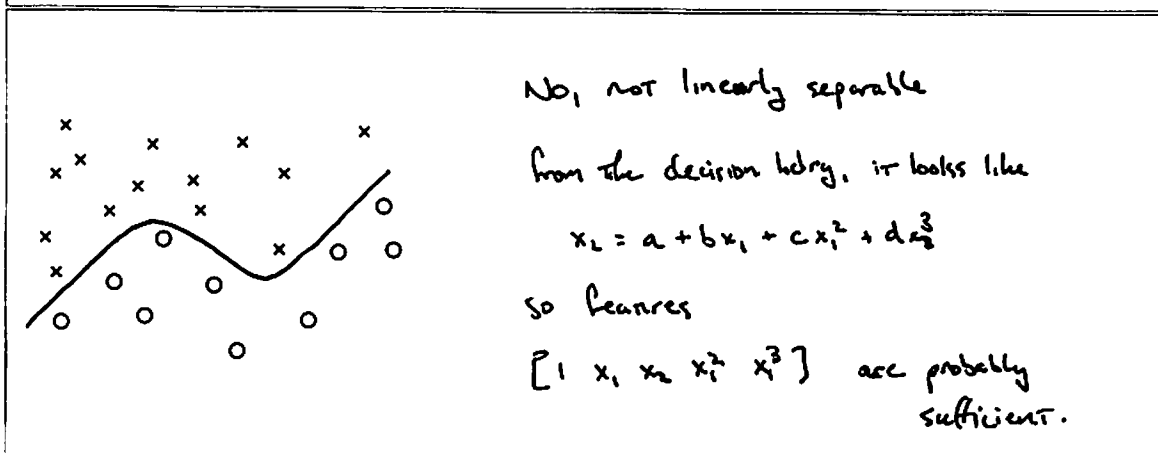 No, not linearly separable
from the decision bdry, it looks like
x₂ = a + bx₁ + cx₁² + dx₂³
so features
[1 x₁ x₂ x₁² x₁³] are probably
sufficient.